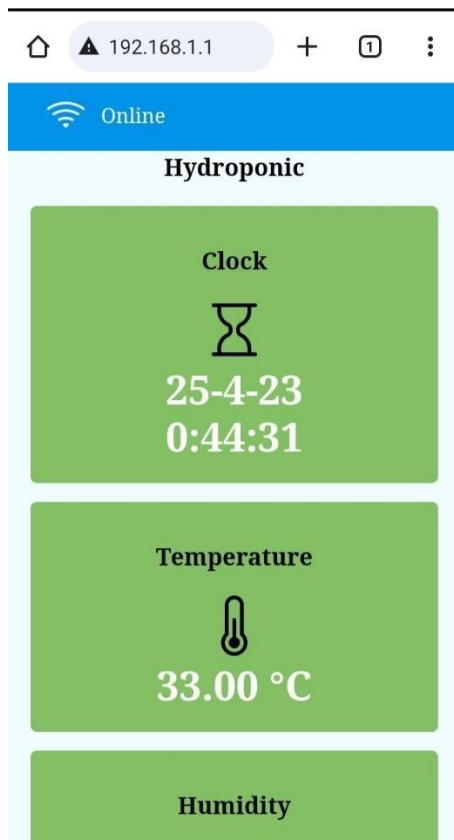 192.168.1.1
1
Online
Hydroponic
Clock
25-4-23
0:44:31
Temperature
33.00 °C
Humidity